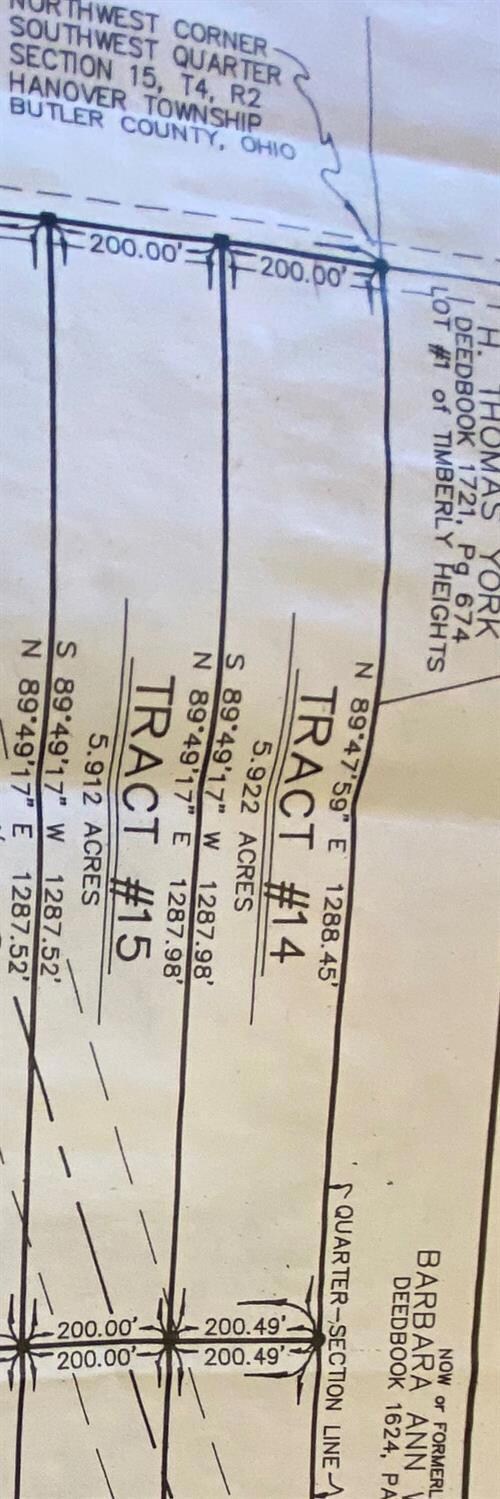 NORTHWEST CORNER
SOUTHWEST QUARTER
SECTION 15, T4, R2
HANOVER TOWNSHIP
BUTLER COUNTY, OHIO
200.00'
200.00'
H. THOMAS YORK
DEEDBOOK 1721, Pg 674
LOT #1 of TIMBERLY HEIGHTS
N 89°47'59" E 1288.45'
TRACT #14
5.922 ACRES
S 89°49'17" W 1287.98'
N 89°49'17" E 1287.98'
TRACT #15
5.912 ACRES
S 89°49'17" W 1287.52'
N 89°49'17" E 1287.52'
QUARTER-SECTION LINE
NOW or FORMERL
BARBARA ANN
DEEDBOOK 1624, PA
200.00'
200.49'
200.00'
200.49'